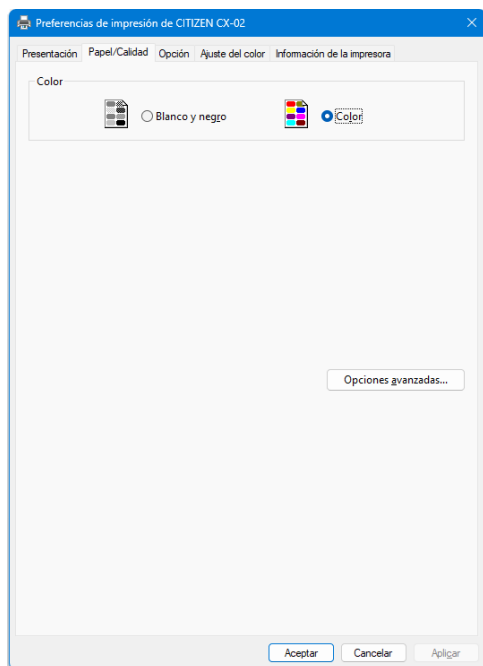 Preferencias de impresión de CITIZEN CX-02
Presentación Papel/Calidad Opción Ajuste del color Información de la impresora
Color
Blanco y negro Color
Opciones avanzadas...
Aceptar Cancelar Aplicar